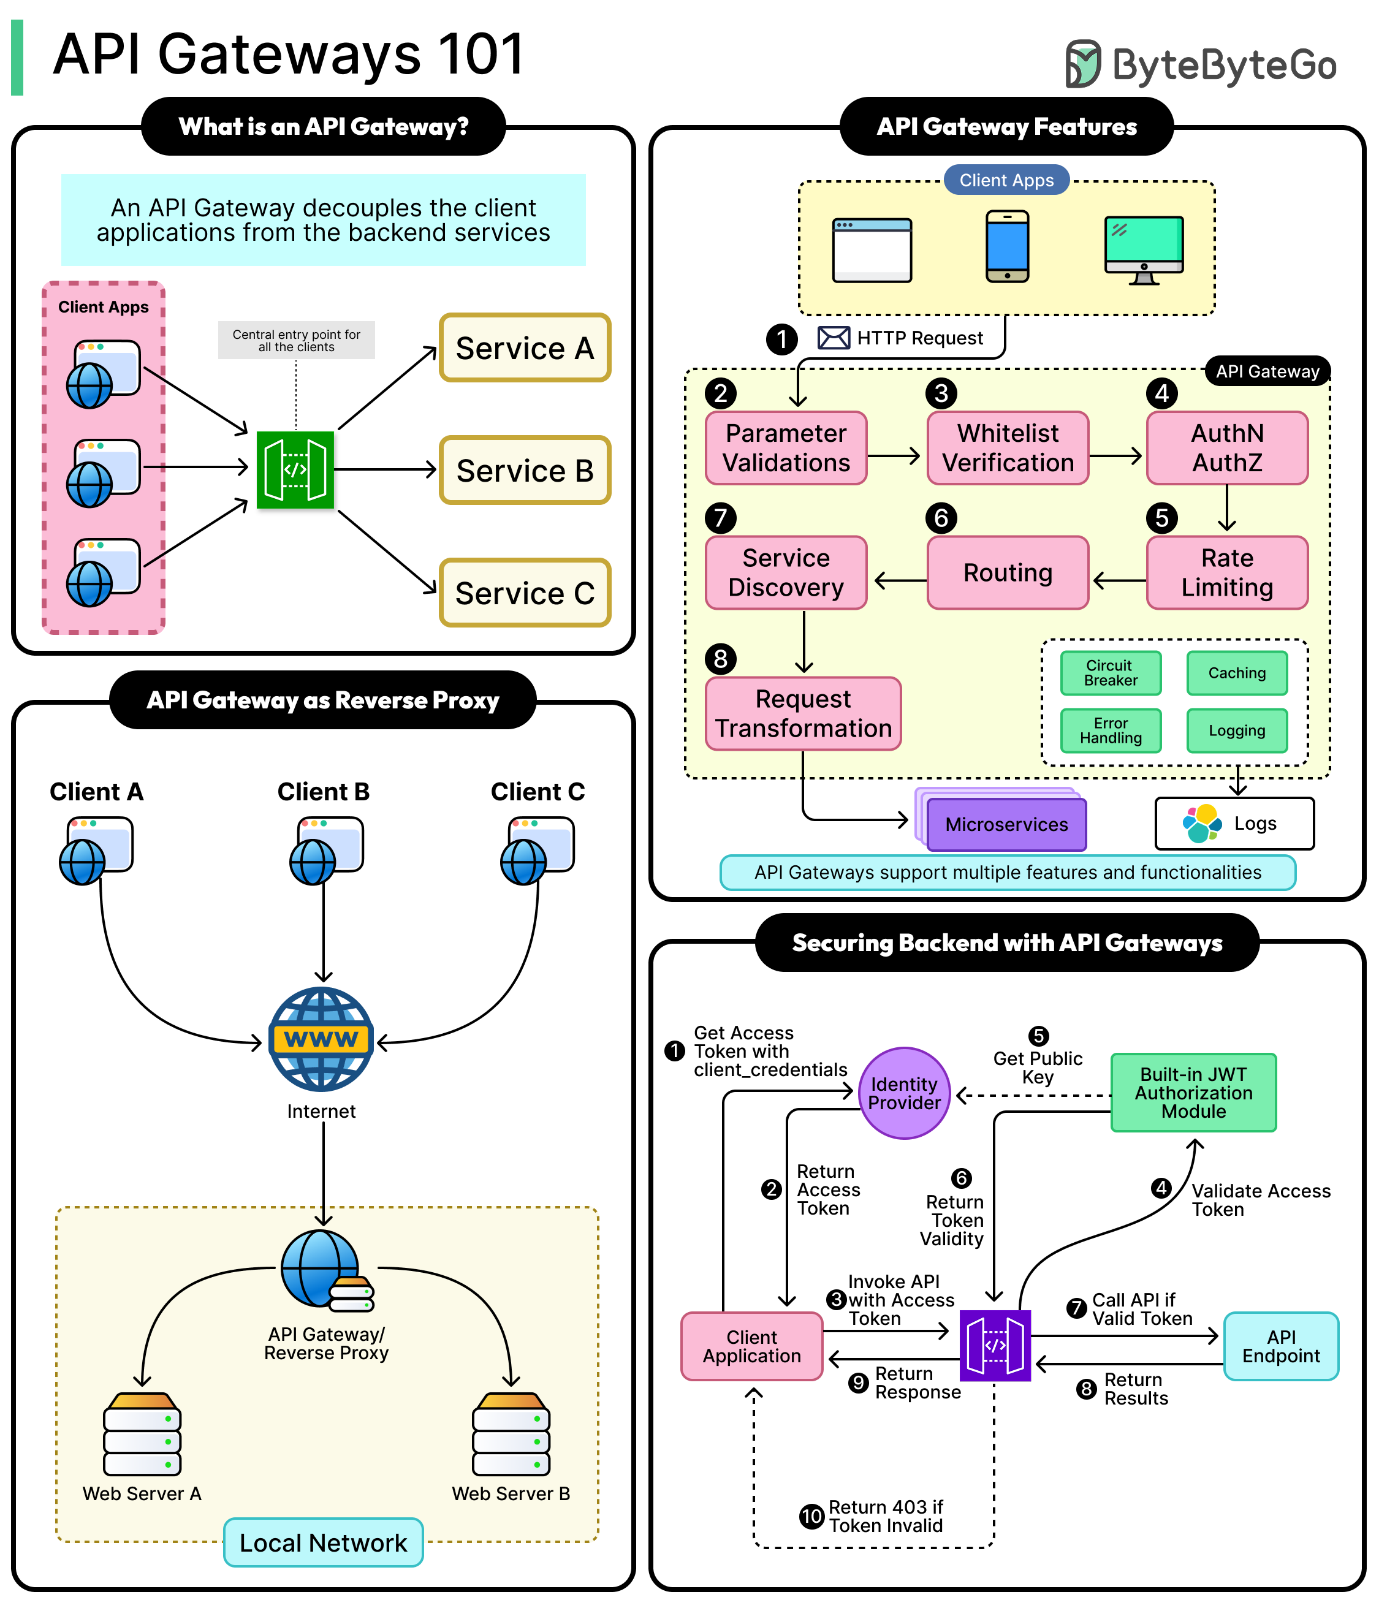 API Gateways 101
ByteByteGo
What is an API Gateway?
An API Gateway decouples the client
applications from the backend services
Client Apps
Central entry point for
all the clients
</>
Service A
Service B
Service C
API Gateway Features
Client Apps
1
HTTP Request
API Gateway
2
Parameter
Validations
3
Whitelist
Verification
4
AuthN
AuthZ
5
Rate
Limiting
6
Routing
7
Service
Discovery
8
Request
Transformation
Circuit
Breaker
Caching
Error
Handling
Logging
Microservices
Logs
API Gateways support multiple features and functionalities
API Gateway as Reverse Proxy
Client A
Client B
Client C
WWW
Internet
API Gateway/
Reverse Proxy
Web Server A
Web Server B
Local Network
Securing Backend with API Gateways
1
Get Access
Token with
client_credentials
Identity
Provider
5
Get Public
Key
Built-in JWT
Authorization
Module
2
Return
Access
Token
6
Return
Token
Validity
4
Validate Access
Token
3
Invoke API
with Access
Token
Client
Application
</>
7
Call API if
Valid Token
API
Endpoint
9
Return
Response
8
Return
Results
10
Return 403 if
Token Invalid